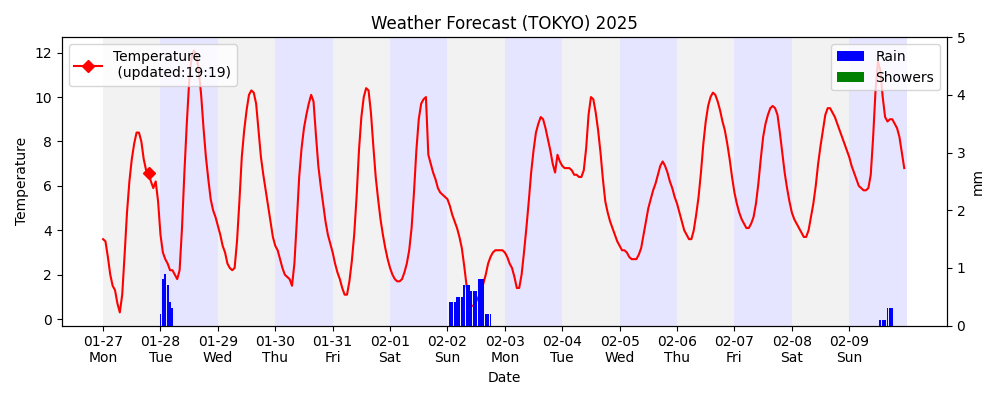 Weather Forecast (TOKYO) 2025
Temperature
(updated:19:19)
Rain
Showers
Temperature
12
10
8
6
4
2
0
5
4
3
2
1
0
mm
01-27 01-28 01-29 01-30 01-31 02-01 02-02 02-03 02-04 02-05 02-06 02-07 02-08 02-09
Mon Tue Wed Thu Fri Sat Sun Mon Tue Wed Thu Fri Sat Sun
Date